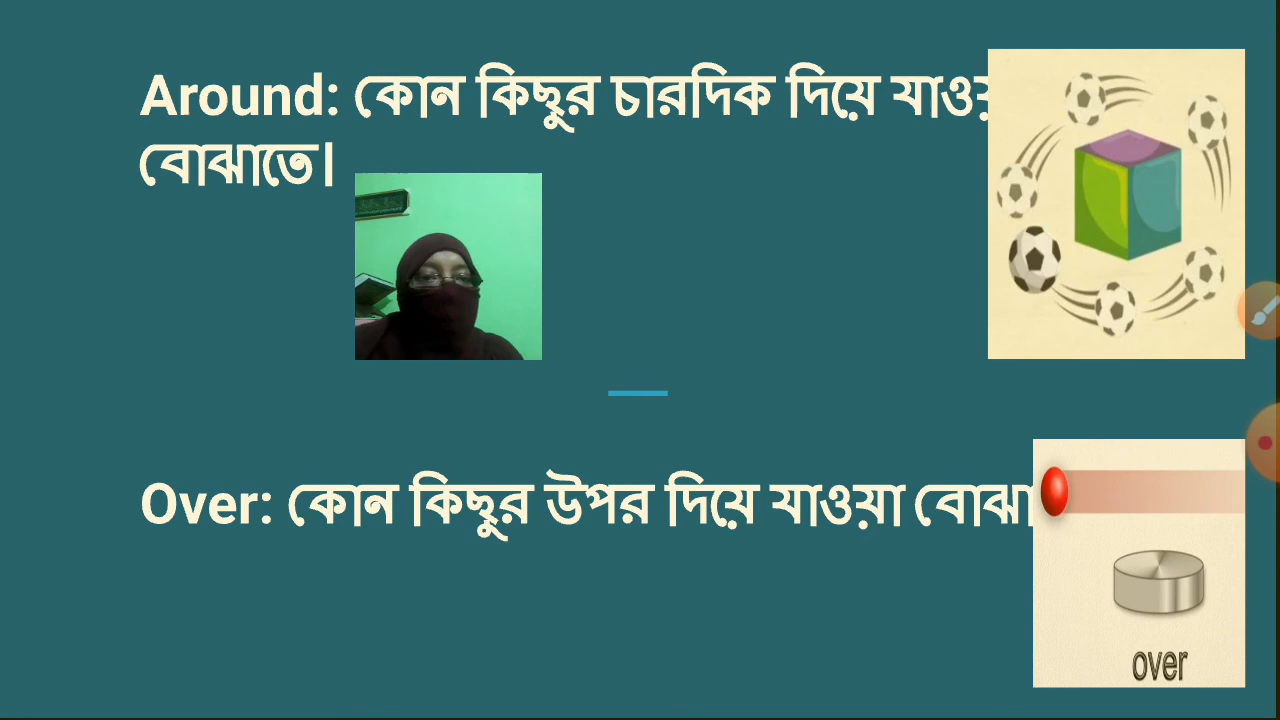 Around: কোন কিছুর চারদিক দিয়ে
বোঝাতে।
Over: কোন কিছুর উপর দিয়ে যাওয়া
over